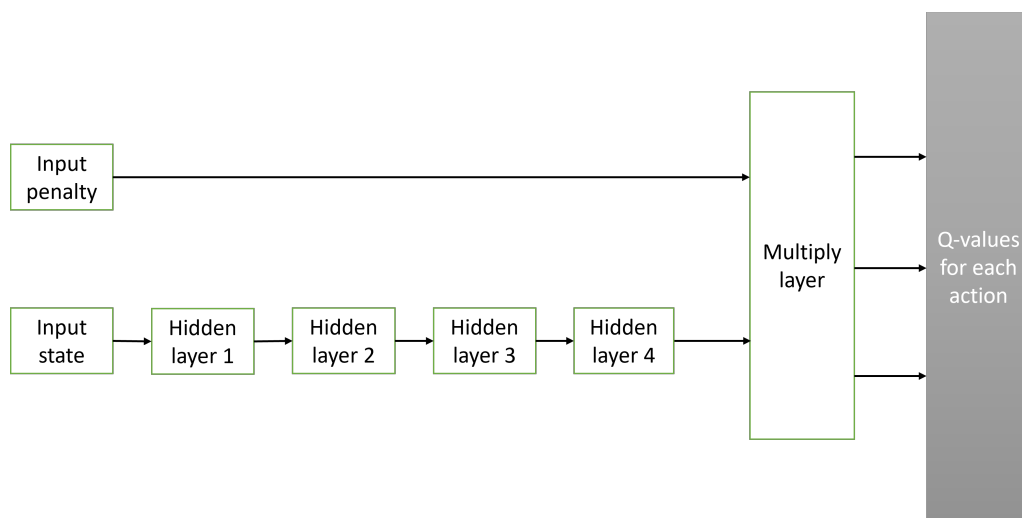 Input
penalty
Input
state
Hidden
layer 1
Hidden
layer 2
Hidden
layer 3
Hidden
layer 4
Multiply
layer
Q-values
for each
action